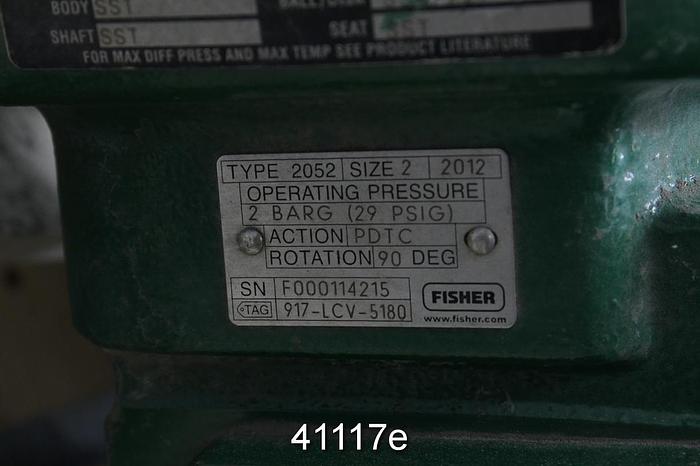 BODY SST
SHAFT SST SEAT SST
FOR MAX DIFF PRESS AND MAX TEMP SEE PRODUCT LITERATURE
TYPE 2052 SIZE 2 2012
OPERATING PRESSURE
2 BARG (29 PSIG)
ACTION PDTC
ROTATION 90 DEG
SN F000114215
TAG 917-LCV-5180
FISHER
www.fisher.com
41117e